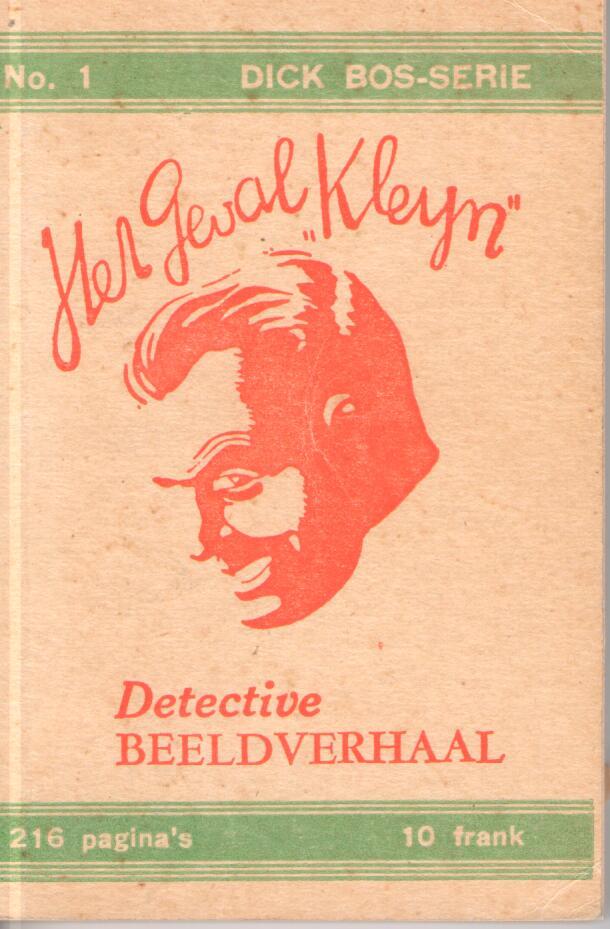 No. 1 DICK BOS-SERIE
Het Geval „Kleyn"
Detective
BEELDVERHAAL
216 pagina's 10 frank